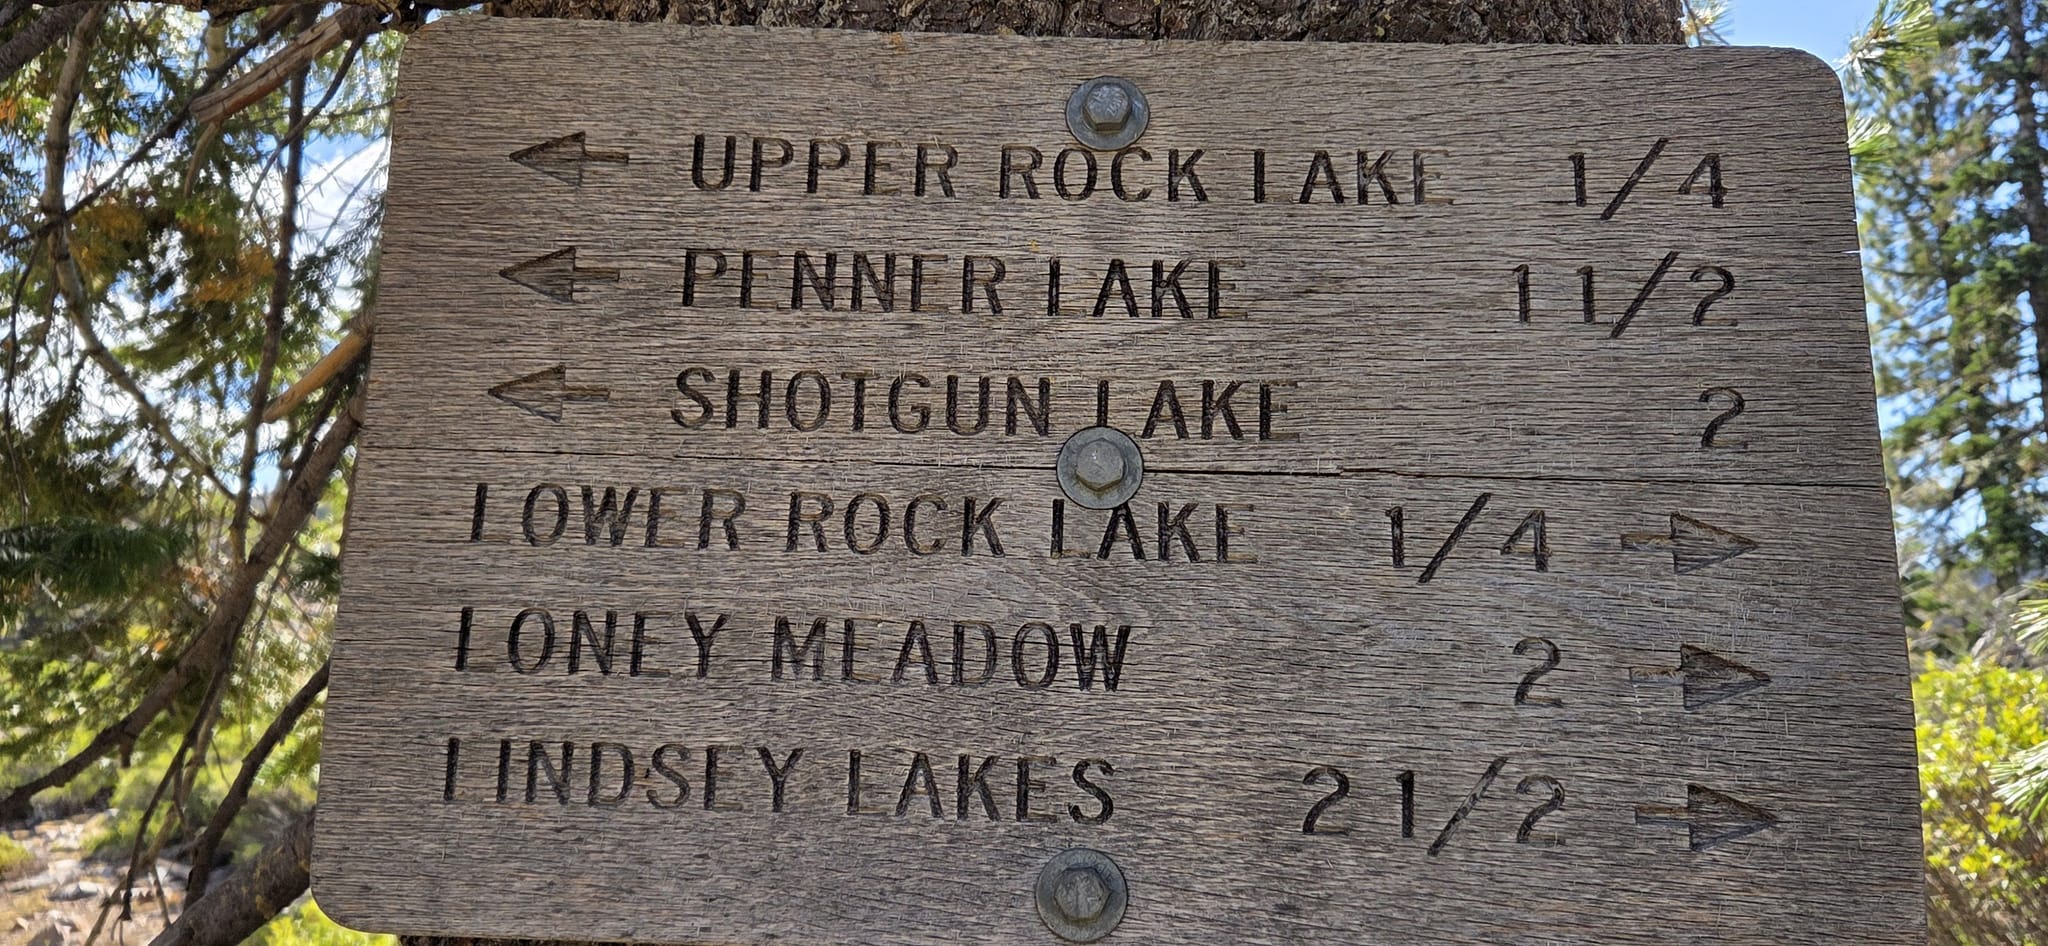 ← UPPER ROCK LAKE 1/4
← PENNER LAKE 1 1/2
← SHOTGUN LAKE 2
LOWER ROCK LAKE 1/4 →
LONEY MEADOW 2 →
LINDSEY LAKES 2 1/2 →